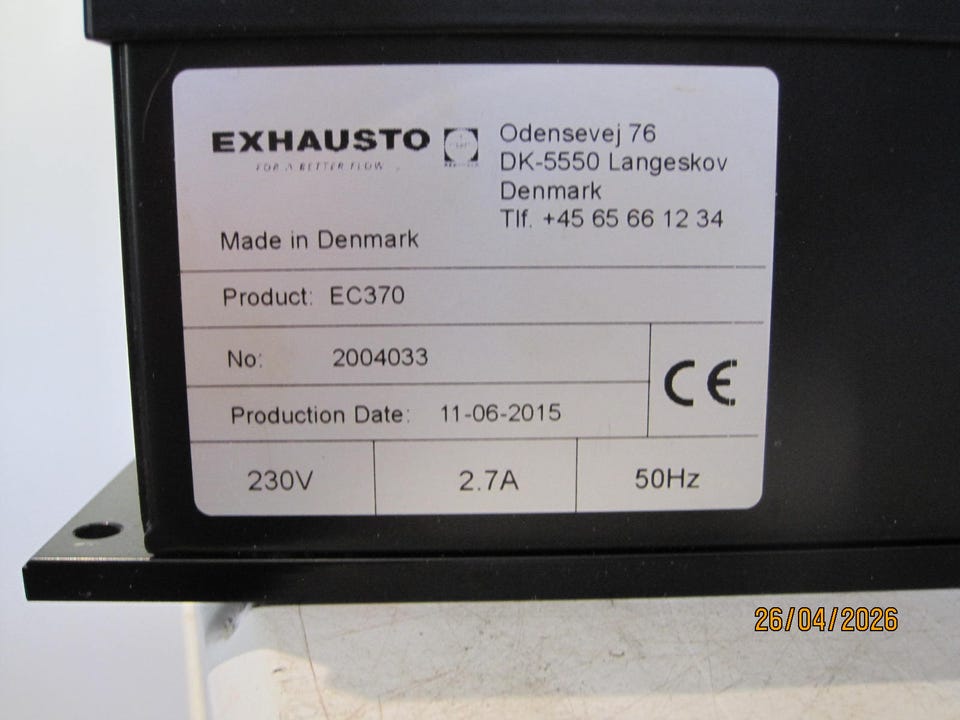 EXHAUSTO
FOR A BETTER FLOW
Odensevej 76
DK-5550 Langeskov
Denmark
Tlf. +45 65 66 12 34
Made in Denmark
Product: EC370
No: 2004033
Production Date: 11-06-2015
CE
230V 2.7A 50Hz
26/04/2026